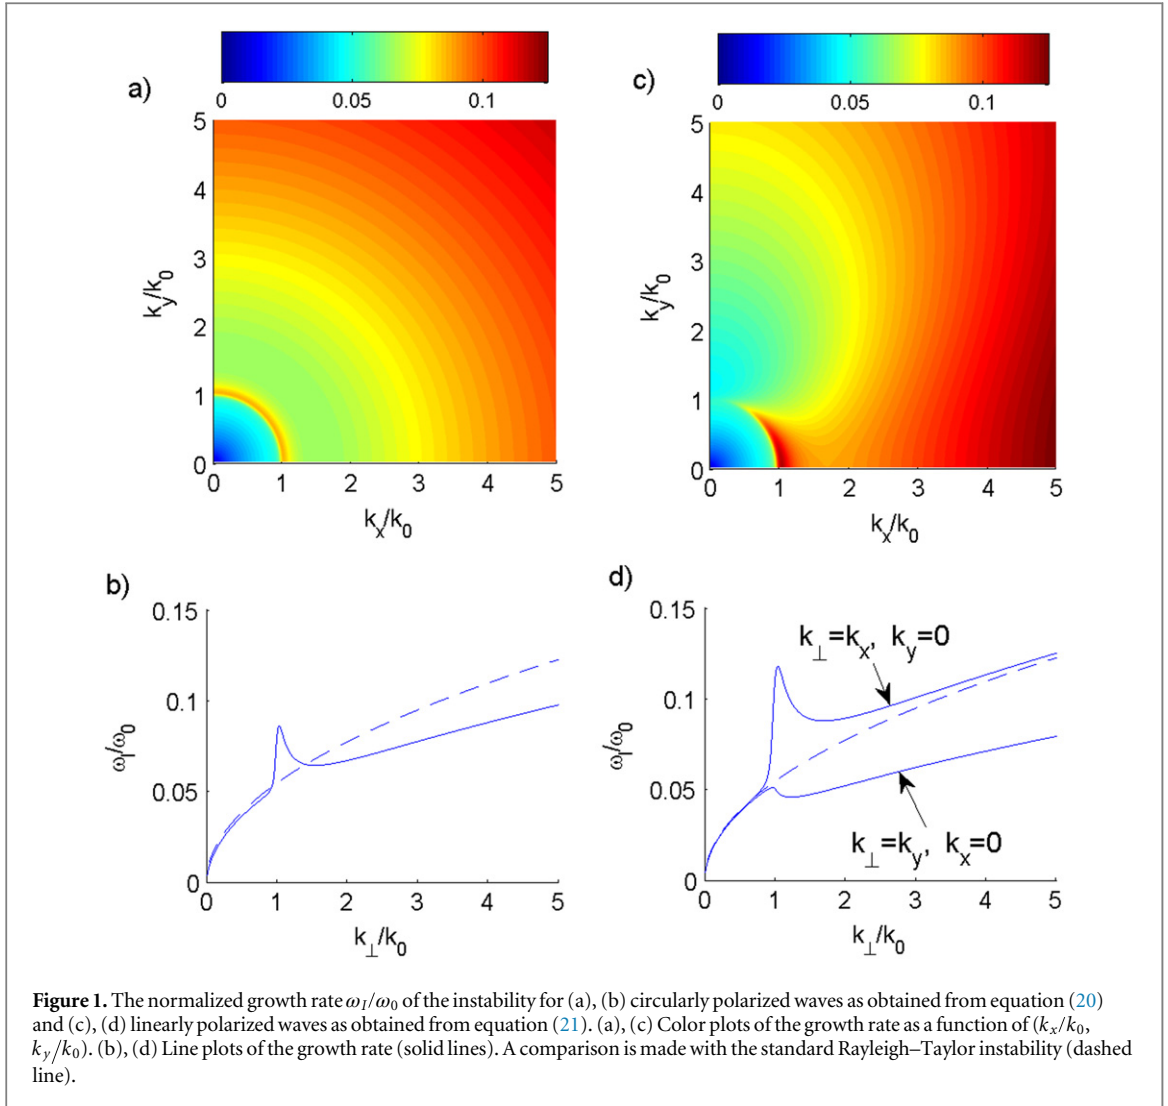 a)
0 0.05 0.1
5
4
3
2
1
0
k_y/k_0
0 1 2 3 4 5
k_x/k_0
c)
0 0.05 0.1
5
4
3
2
1
0
k_y/k_0
0 1 2 3 4 5
k_x/k_0
b)
0.15
0.1
0.05
0
ω_I/ω_0
0 1 2 3 4 5
k_⊥/k_0
d)
0.15
0.1
0.05
0
ω_I/ω_0
k_⊥=k_x, k_y=0
k_⊥=k_y, k_x=0
0 1 2 3 4 5
k_⊥/k_0
Figure 1. The normalized growth rate ω_I/ω_0 of the instability for (a), (b) circularly polarized waves as obtained from equation (20)
and (c), (d) linearly polarized waves as obtained from equation (21). (a), (c) Color plots of the growth rate as a function of (k_x/k_0,
k_y/k_0). (b), (d) Line plots of the growth rate (solid lines). A comparison is made with the standard Rayleigh–Taylor instability (dashed
line).